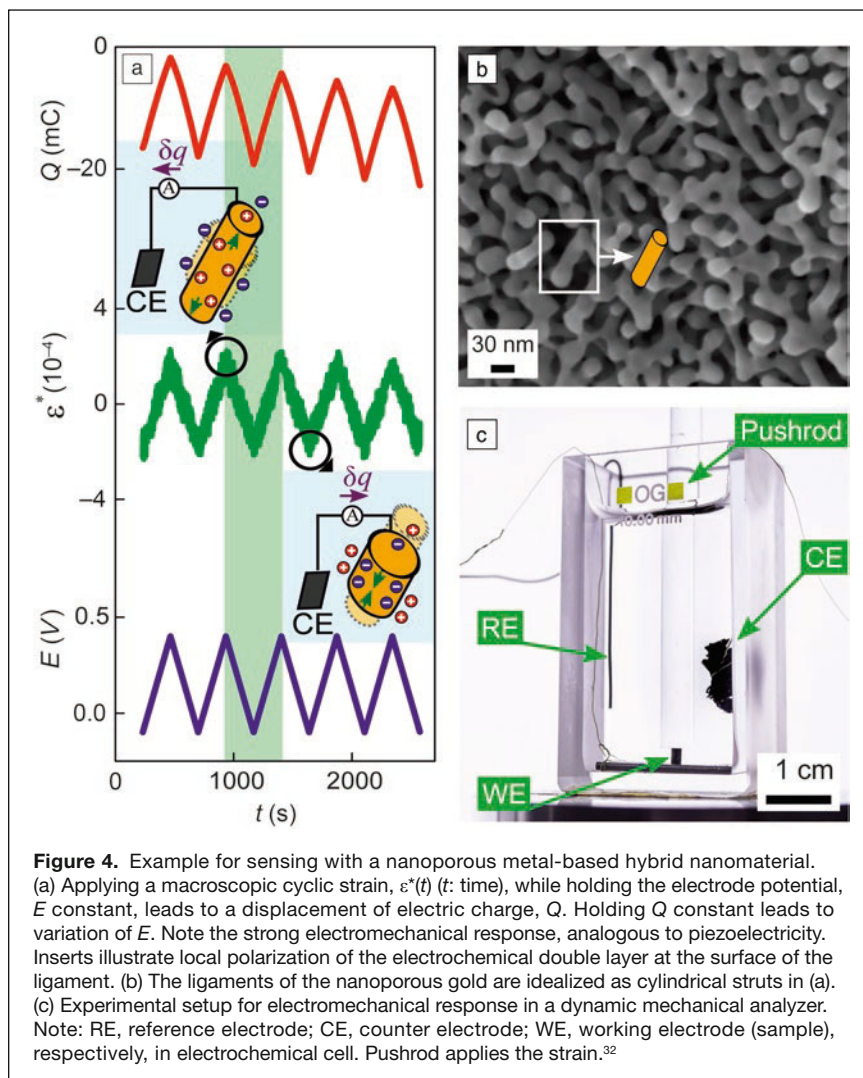 a
0
Q (mC)
−20
δq
A
CE
4
ε* (10⁻⁴)
0
−4
δq
A
CE
0.5
E (V)
0.0
0 1000 2000
t (s)
b
30 nm
c
Pushrod
OG
10.00 mm
CE
RE
WE
1 cm
Figure 4. Example for sensing with a nanoporous metal-based hybrid nanomaterial.
(a) Applying a macroscopic cyclic strain, ε*(t) (t: time), while holding the electrode potential,
E constant, leads to a displacement of electric charge, Q. Holding Q constant leads to
variation of E. Note the strong electromechanical response, analogous to piezoelectricity.
Inserts illustrate local polarization of the electrochemical double layer at the surface of the
ligament. (b) The ligaments of the nanoporous gold are idealized as cylindrical struts in (a).
(c) Experimental setup for electromechanical response in a dynamic mechanical analyzer.
Note: RE, reference electrode; CE, counter electrode; WE, working electrode (sample),
respectively, in electrochemical cell. Pushrod applies the strain.³²